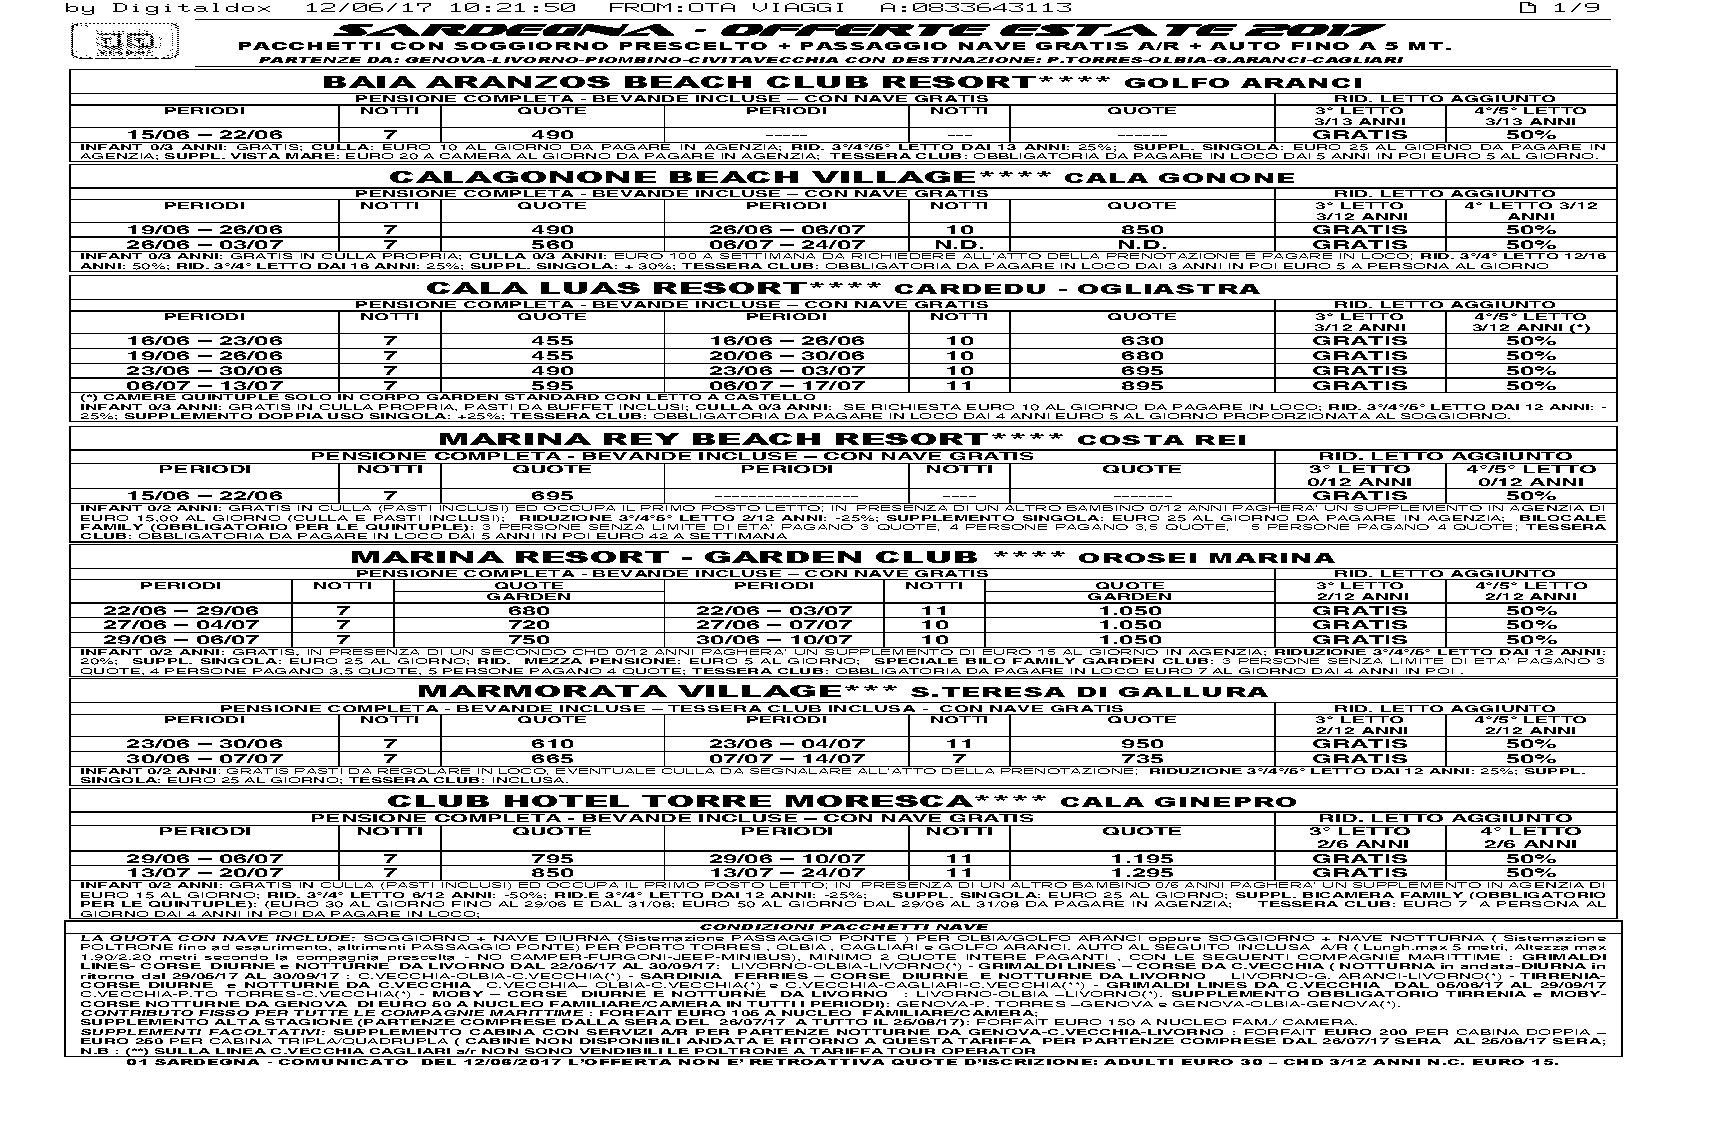 by Digitaldox 12/06/17 10:21:50 FROM:OTA VIAGGI A:0833643113 1/9
SARDEGNA - OFFERTE ESTATE 2017
PACCHETTI CON SOGGIORNO PRESCELTO + PASSAGGIO NAVE GRATIS A/R + AUTO FINO A 5 MT.
PARTENZE DA: GENOVA-LIVORNO-PIOMBINO-CIVITAVECCHIA CON DESTINAZIONE: P.TORRES-OLBIA-G.ARANCI-CAGLIARI
BAIA ARANZOS BEACH CLUB RESORT**** GOLFO ARANCI
PENSIONE COMPLETA - BEVANDE INCLUSE – CON NAVE GRATIS RID. LETTO AGGIUNTO
PERIODI NOTTI QUOTE PERIODI NOTTI QUOTE 3° LETTO 4°/5° LETTO
3/13 ANNI 3/13 ANNI
15/06 – 22/06 7 490 ----- --- ------ GRATIS 50%
INFANT 0/3 ANNI: GRATIS; CULLA: EURO 10 AL GIORNO DA PAGARE IN AGENZIA; RID. 3°/4°/5° LETTO DAI 13 ANNI: 25%; SUPPL. SINGOLA: EURO 25 AL GIORNO DA PAGARE IN
AGENZIA; SUPPL. VISTA MARE: EURO 20 A CAMERA AL GIORNO DA PAGARE IN AGENZIA; TESSERA CLUB: OBBLIGATORIA DA PAGARE IN LOCO DAI 5 ANNI IN POI EURO 5 AL GIORNO.
CALAGONONE BEACH VILLAGE**** CALA GONONE
PENSIONE COMPLETA - BEVANDE INCLUSE – CON NAVE GRATIS RID. LETTO AGGIUNTO
PERIODI NOTTI QUOTE PERIODI NOTTI QUOTE 3° LETTO 4° LETTO 3/12
3/12 ANNI ANNI
19/06 – 26/06 7 490 26/06 – 06/07 10 850 GRATIS 50%
26/06 – 03/07 7 560 06/07 – 24/07 N.D. N.D. GRATIS 50%
INFANT 0/3 ANNI: GRATIS IN CULLA PROPRIA; CULLA 0/3 ANNI: EURO 100 A SETTIMANA DA RICHIEDERE ALL'ATTO DELLA PRENOTAZIONE E PAGARE IN LOCO; RID. 3°/4° LETTO 12/16
ANNI: 50%; RID. 3°/4° LETTO DAI 16 ANNI: 25%; SUPPL. SINGOLA: + 30%; TESSERA CLUB: OBBLIGATORIA DA PAGARE IN LOCO DAI 3 ANNI IN POI EURO 5 A PERSONA AL GIORNO
CALA LUAS RESORT**** CARDEDU - OGLIASTRA
PENSIONE COMPLETA - BEVANDE INCLUSE – CON NAVE GRATIS RID. LETTO AGGIUNTO
PERIODI NOTTI QUOTE PERIODI NOTTI QUOTE 3° LETTO 4°/5° LETTO
3/12 ANNI 3/12 ANNI (*)
16/06 – 23/06 7 455 16/06 – 26/06 10 630 GRATIS 50%
19/06 – 26/06 7 455 20/06 – 30/06 10 680 GRATIS 50%
23/06 – 30/06 7 490 23/06 – 03/07 10 695 GRATIS 50%
06/07 – 13/07 7 595 06/07 – 17/07 11 895 GRATIS 50%
(*) CAMERE QUINTUPLE SOLO IN CORPO GARDEN STANDARD CON LETTO A CASTELLO
INFANT 0/3 ANNI: GRATIS IN CULLA PROPRIA, PASTI DA BUFFET INCLUSI; CULLA 0/3 ANNI: SE RICHIESTA EURO 10 AL GIORNO DA PAGARE IN LOCO; RID. 3°/4°/5° LETTO DAI 12 ANNI: -
25%; SUPPLEMENTO DOPPIA USO SINGOLA: +25%; TESSERA CLUB: OBBLIGATORIA DA PAGARE IN LOCO DAI 4 ANNI EURO 5 AL GIORNO PROPORZIONATA AL SOGGIORNO.
MARINA REY BEACH RESORT**** COSTA REI
PENSIONE COMPLETA - BEVANDE INCLUSE – CON NAVE GRATIS RID. LETTO AGGIUNTO
PERIODI NOTTI QUOTE PERIODI NOTTI QUOTE 3° LETTO 4°/5° LETTO
0/12 ANNI 0/12 ANNI
15/06 – 22/06 7 695 ----------------- ---- ------- GRATIS 50%
INFANT 0/2 ANNI: GRATIS IN CULLA (PASTI INCLUSI) ED OCCUPA IL PRIMO POSTO LETTO; IN PRESENZA DI UN ALTRO BAMBINO 0/12 ANNI PAGHERA' UN SUPPLEMENTO IN AGENZIA DI
EURO 15,00 AL GIORNO (CULLA E PASTI INCLUSI); RIDUZIONE 3°/4°5° LETTO 2/12 ANNI: -25%; SUPPLEMENTO SINGOLA: EURO 25 AL GIORNO DA PAGARE IN AGENZIA; BILOCALE
FAMILY (OBBLIGATORIO PER LE QUINTUPLE): 3 PERSONE SENZA LIMITE DI ETA' PAGANO 3 QUOTE, 4 PERSONE PAGANO 3,5 QUOTE, 5 PERSONE PAGANO 4 QUOTE; TESSERA
CLUB: OBBLIGATORIA DA PAGARE IN LOCO DAI 5 ANNI IN POI EURO 42 A SETTIMANA
MARINA RESORT - GARDEN CLUB **** OROSEI MARINA
PENSIONE COMPLETA - BEVANDE INCLUSE – CON NAVE GRATIS RID. LETTO AGGIUNTO
PERIODI NOTTI QUOTE PERIODI NOTTI QUOTE 3° LETTO 4°/5° LETTO
GARDEN GARDEN 2/12 ANNI 2/12 ANNI
22/06 – 29/06 7 680 22/06 – 03/07 11 1.050 GRATIS 50%
27/06 – 04/07 7 720 27/06 – 07/07 10 1.050 GRATIS 50%
29/06 – 06/07 7 750 30/06 – 10/07 10 1.050 GRATIS 50%
INFANT 0/2 ANNI: GRATIS, IN PRESENZA DI UN SECONDO CHD 0/12 ANNI PAGHERA' UN SUPPLEMENTO DI EURO 15 AL GIORNO IN AGENZIA; RIDUZIONE 3°/4°/5° LETTO DAI 12 ANNI:
20%; SUPPL. SINGOLA: EURO 25 AL GIORNO; RID. MEZZA PENSIONE: EURO 5 AL GIORNO; SPECIALE BILO FAMILY GARDEN CLUB: 3 PERSONE SENZA LIMITE DI ETA' PAGANO 3
QUOTE, 4 PERSONE PAGANO 3,5 QUOTE, 5 PERSONE PAGANO 4 QUOTE; TESSERA CLUB: OBBLIGATORIA DA PAGARE IN LOCO EURO 7 AL GIORNO DAI 4 ANNI IN POI .
MARMORATA VILLAGE*** S.TERESA DI GALLURA
PENSIONE COMPLETA - BEVANDE INCLUSE – TESSERA CLUB INCLUSA - CON NAVE GRATIS RID. LETTO AGGIUNTO
PERIODI NOTTI QUOTE PERIODI NOTTI QUOTE 3° LETTO 4°/5° LETTO
2/12 ANNI 2/12 ANNI
23/06 – 30/06 7 610 23/06 – 04/07 11 950 GRATIS 50%
30/06 – 07/07 7 665 07/07 – 14/07 7 735 GRATIS 50%
INFANT 0/2 ANNI: GRATIS PASTI DA REGOLARE IN LOCO, EVENTUALE CULLA DA SEGNALARE ALL'ATTO DELLA PRENOTAZIONE; RIDUZIONE 3°/4°/5° LETTO DAI 12 ANNI: 25%; SUPPL.
SINGOLA: EURO 25 AL GIORNO; TESSERA CLUB: INCLUSA.
CLUB HOTEL TORRE MORESCA**** CALA GINEPRO
PENSIONE COMPLETA - BEVANDE INCLUSE – CON NAVE GRATIS RID. LETTO AGGIUNTO
PERIODI NOTTI QUOTE PERIODI NOTTI QUOTE 3° LETTO 4° LETTO
2/6 ANNI 2/6 ANNI
29/06 – 06/07 7 795 29/06 – 10/07 11 1.195 GRATIS 50%
13/07 – 20/07 7 850 13/07 – 24/07 11 1.295 GRATIS 50%
INFANT 0/2 ANNI: GRATIS IN CULLA (PASTI INCLUSI) ED OCCUPA IL PRIMO POSTO LETTO; IN PRESENZA DI UN ALTRO BAMBINO 0/6 ANNI PAGHERA' UN SUPPLEMENTO IN AGENZIA DI
EURO 15 AL GIORNO; RID. 3°/4° LETTO 6/12 ANNI: -50%; RID.E 3°/4° LETTO DAI 12 ANNI: -25%; SUPPL. SINGOLA: EURO 25 AL GIORNO; SUPPL. BICAMERA FAMILY (OBBLIGATORIO
PER LE QUINTUPLE): (EURO 30 AL GIORNO FINO AL 29/06 E DAL 31/08; EURO 50 AL GIORNO DAL 29/06 AL 31/08 DA PAGARE IN AGENZIA; TESSERA CLUB: EURO 7 A PERSONA AL
GIORNO DAI 4 ANNI IN POI DA PAGARE IN LOCO;
CONDIZIONI PACCHETTI NAVE
LA QUOTA CON NAVE INCLUDE: SOGGIORNO + NAVE DIURNA (Sistemazione PASSAGGIO PONTE ) PER OLBIA/GOLFO ARANCI oppure SOGGIORNO + NAVE NOTTURNA ( Sistemazione
POLTRONE fino ad esaurimento, altrimenti PASSAGGIO PONTE) PER PORTO TORRES , OLBIA , CAGLIARI e GOLFO ARANCI. AUTO AL SEGUITO INCLUSA A/R ( Lungh.max 5 metri, Altezza max
1.90/2.20 metri secondo la compagnia prescelta - NO CAMPER-FURGONI-JEEP-MINIBUS), MINIMO 2 QUOTE INTERE PAGANTI , CON LE SEGUENTI COMPAGNIE MARITTIME : GRIMALDI
LINES- CORSE DIURNE e NOTTURNE DA LIVORNO DAL 22/05/17 AL 30/09/17: LIVORNO-OLBIA-LIVORNO(*) - GRIMALDI LINES – CORSE DA C.VECCHIA ( NOTTURNA in andata-DIURNA in
ritorno dal 29/05/17 AL 30/09/17 : C.VECCHIA-OLBIA-C.VECCHIA(*) - SARDINIA FERRIES – CORSE DIURNE E NOTTURNE DA LIVORNO LIVORNO-G. ARANCI-LIVORNO(*) - TIRRENIA-
CORSE DIURNE e NOTTURNE DA C.VECCHIA C.VECCHIA– OLBIA-C.VECCHIA(*) e C.VECCHIA-CAGLIARI-C.VECCHIA(**) - GRIMALDI LINES DA C.VECCHIA DAL 05/06/17 AL 29/09/17
C.VECCHIA-P.TO TORRES-C.VECCHIA(*) - MOBY – CORSE DIURNE E NOTTURNE DA LIVORNO : LIVORNO-OLBIA –LIVORNO(*). SUPPLEMENTO OBBLIGATORIO TIRRENIA e MOBY-
CORSE NOTTURNE DA GENOVA DI EURO 50 A NUCLEO FAMILIARE/CAMERA IN TUTTI I PERIODI): GENOVA-P. TORRES –GENOVA e GENOVA-OLBIA-GENOVA(*).
CONTRIBUTO FISSO PER TUTTE LE COMPAGNIE MARITTIME : FORFAIT EURO 105 A NUCLEO FAMILIARE/CAMERA;
SUPPLEMENTO ALTA STAGIONE (PARTENZE COMPRESE DALLA SERA DEL 26/07/17 A TUTTO IL 25/08/17): FORFAIT EURO 150 A NUCLEO FAM./ CAMERA.
SUPPLEMENTI FACOLTATIVI: SUPPLEMENTO CABINA CON SERVIZI A/R PER PARTENZE NOTTURNE DA GENOVA-C.VECCHIA-LIVORNO : FORFAIT EURO 200 PER CABINA DOPPIA –
EURO 250 PER CABINA TRIPLA/QUADRUPLA ( CABINE NON DISPONIBILI ANDATA E RITORNO A QUESTA TARIFFA PER PARTENZE COMPRESE DAL 26/07/17 SERA AL 25/08/17 SERA;
N.B : (**) SULLA LINEA C.VECCHIA CAGLIARI a/r NON SONO VENDIBILI LE POLTRONE A TARIFFA TOUR OPERATOR
01 SARDEGNA - COMUNICATO DEL 12/06/2017 L'OFFERTA NON E' RETROATTIVA QUOTE D'ISCRIZIONE: ADULTI EURO 30 – CHD 3/12 ANNI N.C. EURO 15.